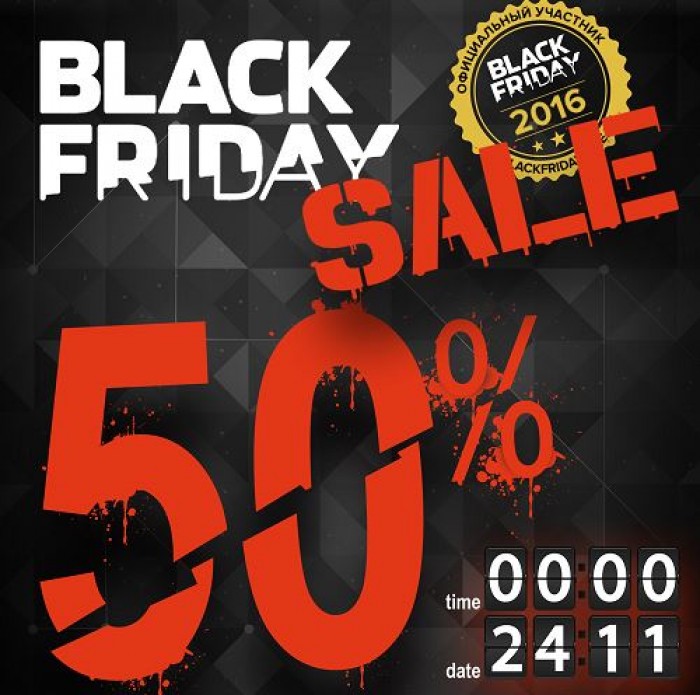 BLACK
FRIDAY
ОФИЦИАЛЬНЫЙ УЧАСТНИК
BLACK
FRIDAY
2016
SALE
50%
time 00:00
date 24:11